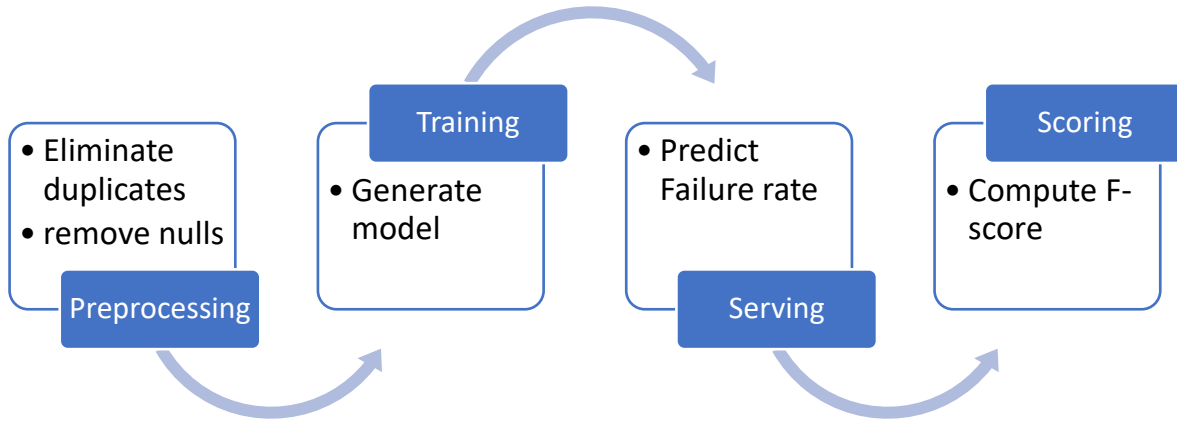 • Eliminate
duplicates
• remove nulls
Preprocessing
Training
• Generate
model
• Predict
Failure rate
Serving
Scoring
• Compute F-
score